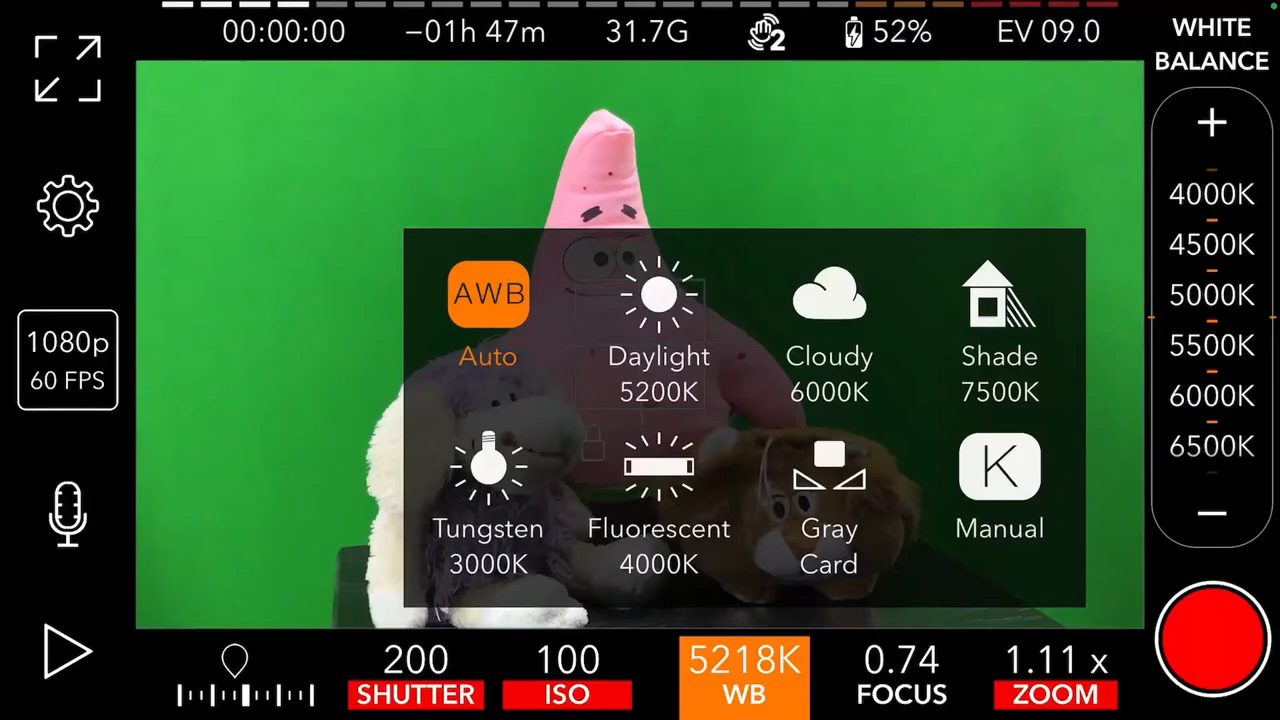 00:00:00
−01h 47m
31.7G
2
52%
EV 09.0
WHITE
BALANCE
1080p
60 FPS
AWB
Auto
Daylight
5200K
Cloudy
6000K
Shade
7500K
Tungsten
3000K
Fluorescent
4000K
Gray
Card
K
Manual
+
4000K
4500K
5000K
5500K
6000K
6500K
−
200
SHUTTER
100
ISO
5218K
WB
0.74
FOCUS
1.11 x
ZOOM